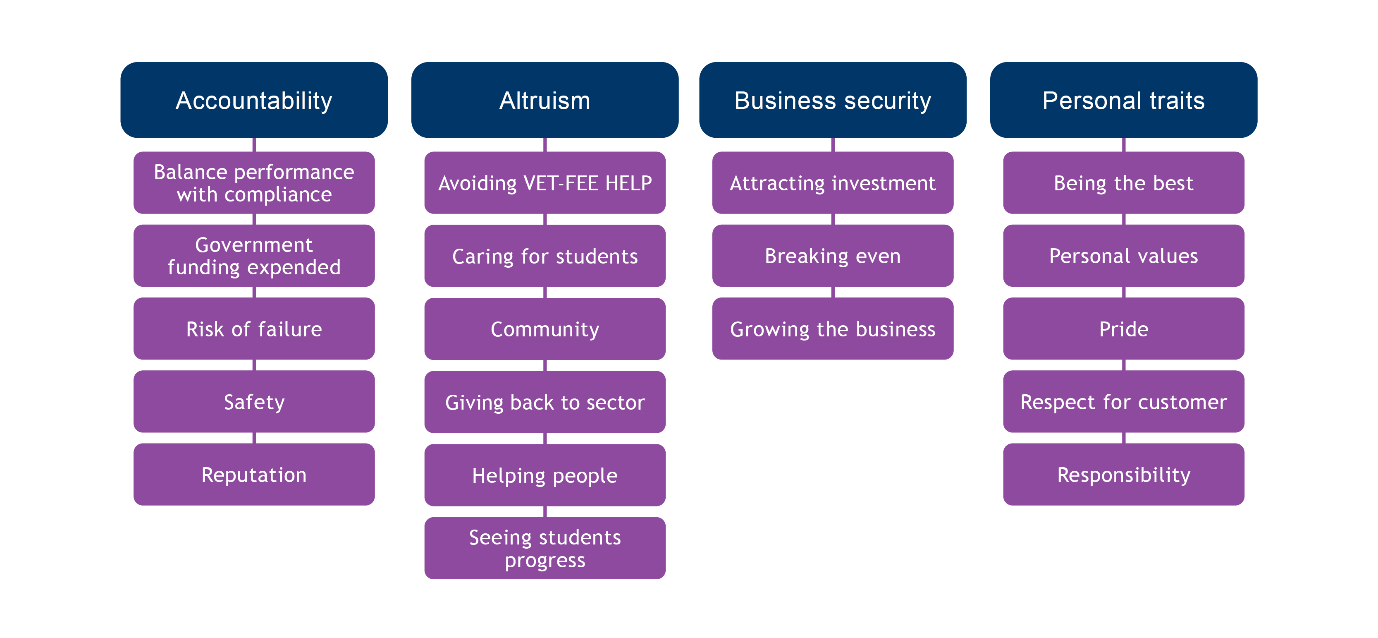 Accountability
Balance performance
with compliance
Government
funding expended
Risk of failure
Safety
Reputation
Altruism
Avoiding VET-FEE HELP
Caring for students
Community
Giving back to sector
Helping people
Seeing students
progress
Business security
Attracting investment
Breaking even
Growing the business
Personal traits
Being the best
Personal values
Pride
Respect for customer
Responsibility